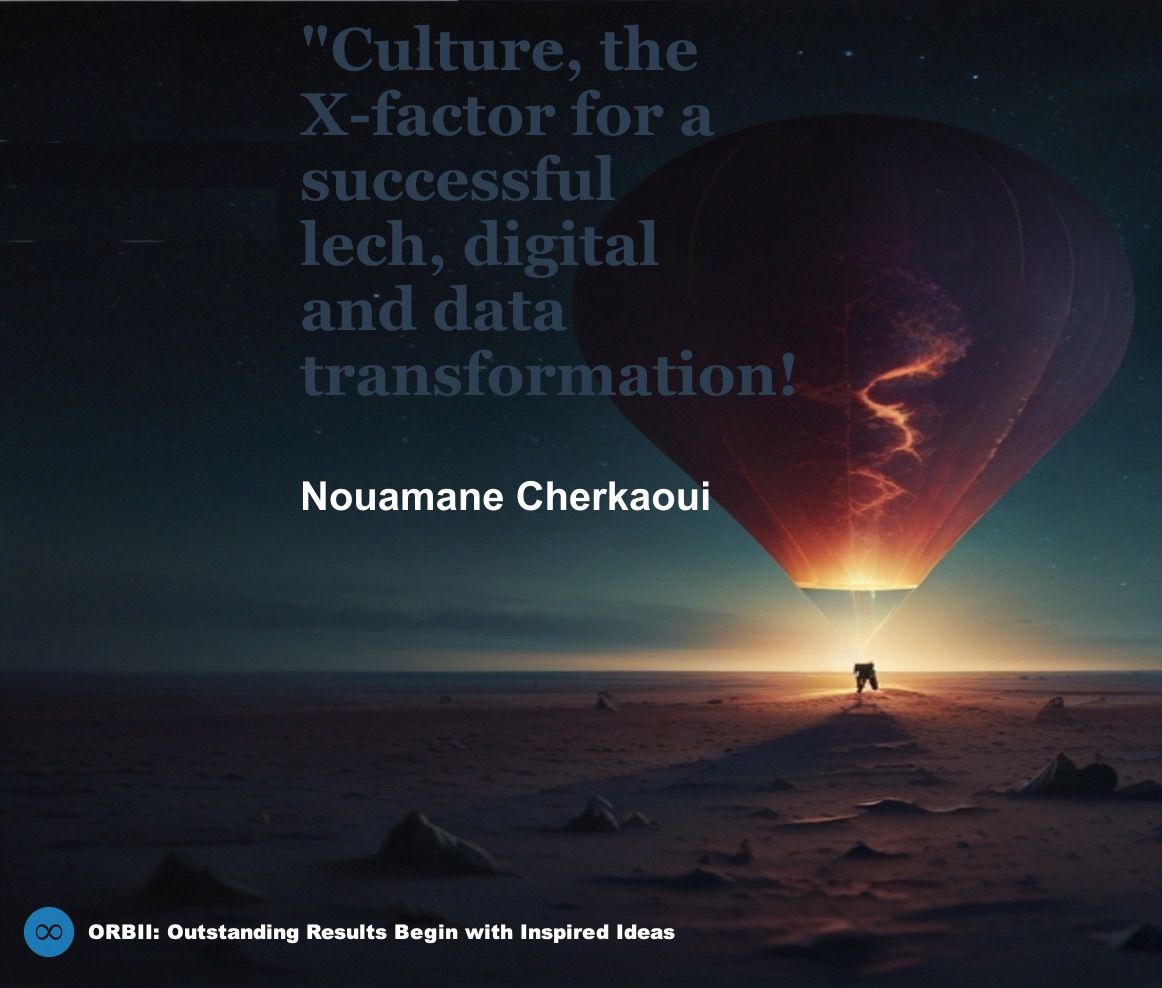 "Culture, the
X-factor for a
successful
lech, digital
and data
transformation!
Nouamane Cherkaoui
ORBII: Outstanding Results Begin with Inspired Ideas